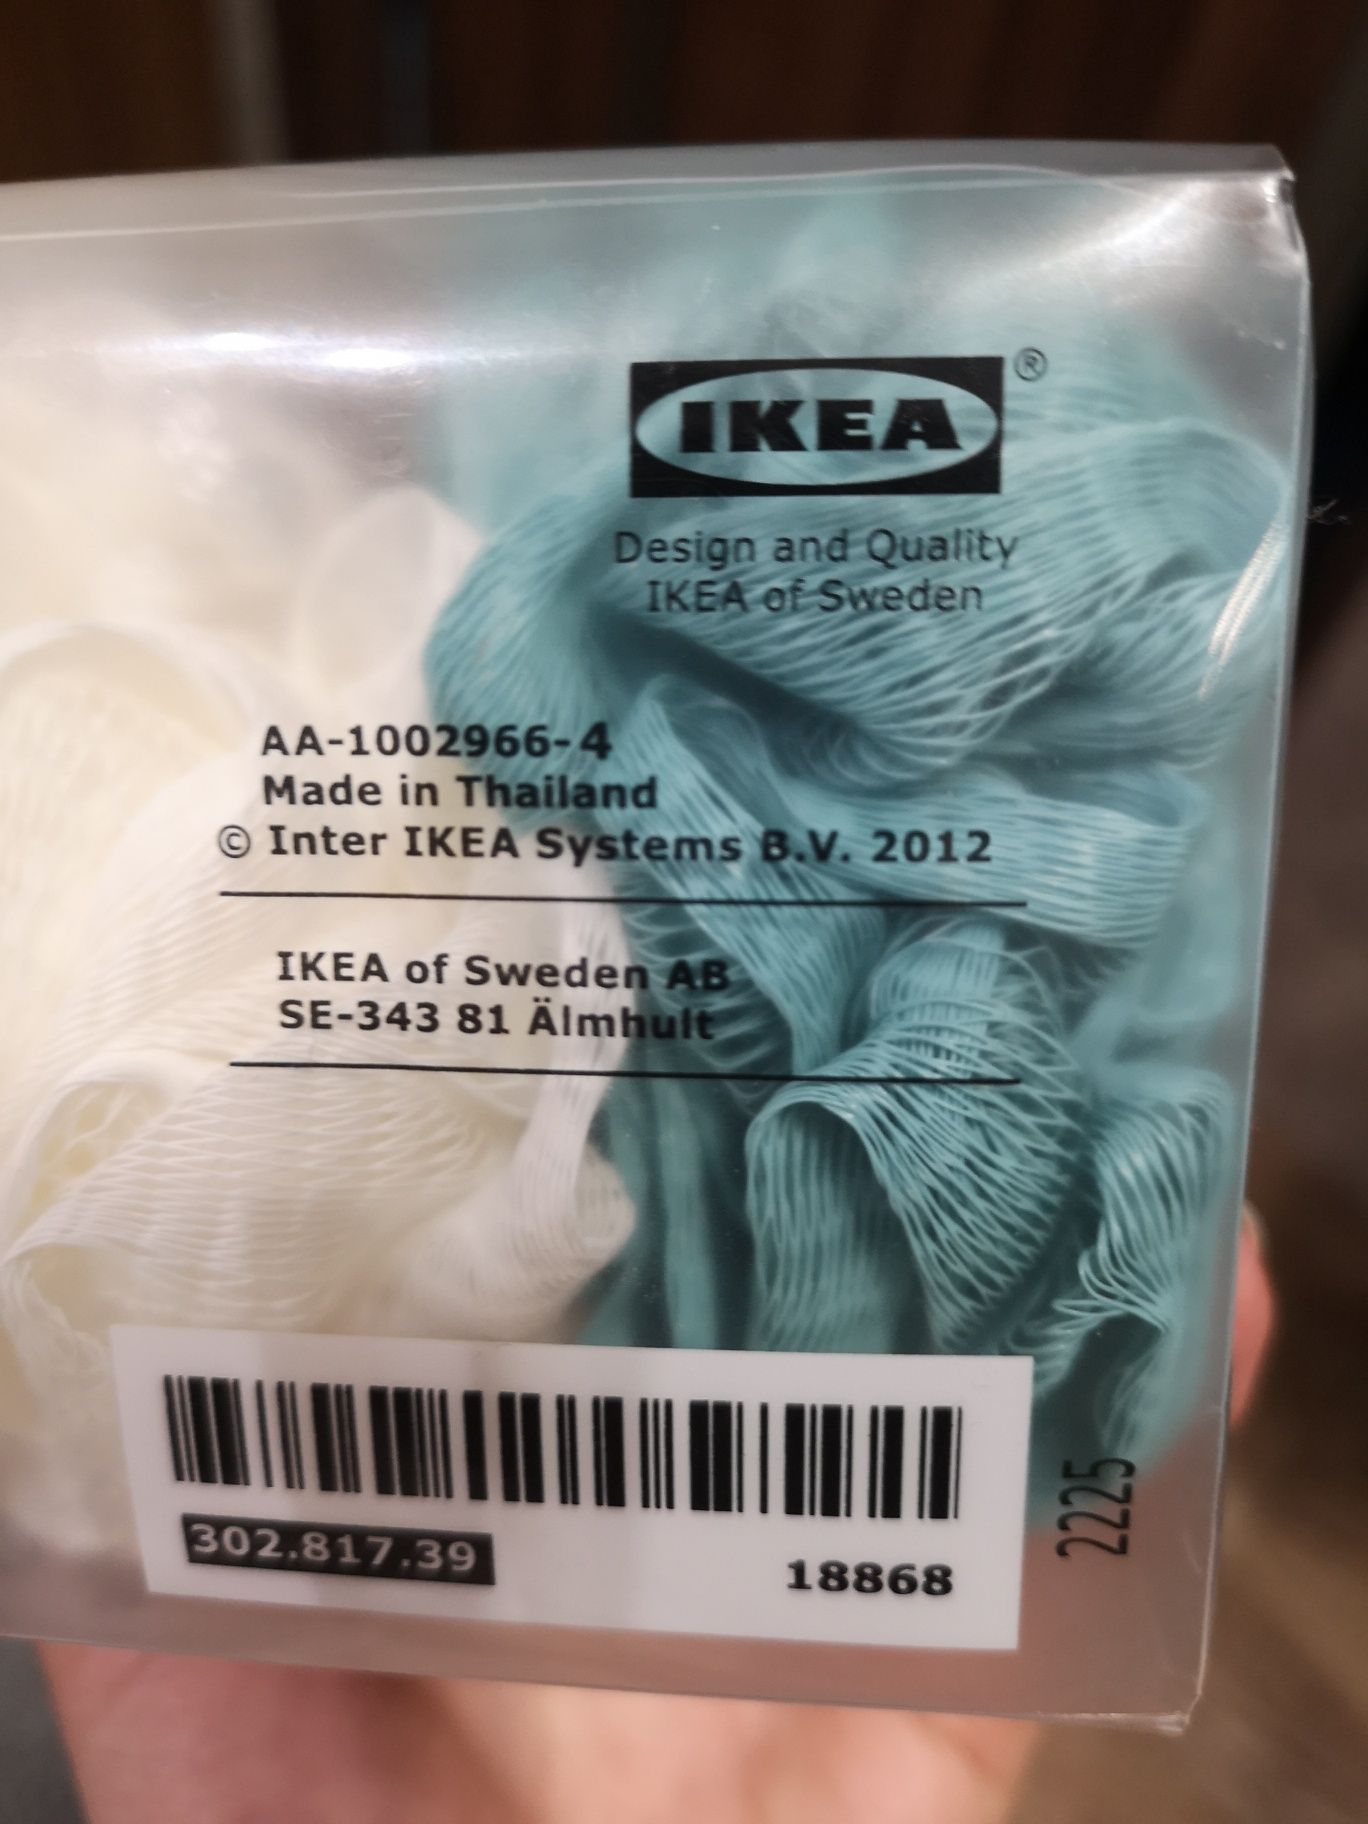 IKEA®
Design and Quality
IKEA of Sweden
AA-1002966-4
Made in Thailand
© Inter IKEA Systems B.V. 2012
IKEA of Sweden AB
SE-343 81 Älmhult
302.817.39
18868
2225